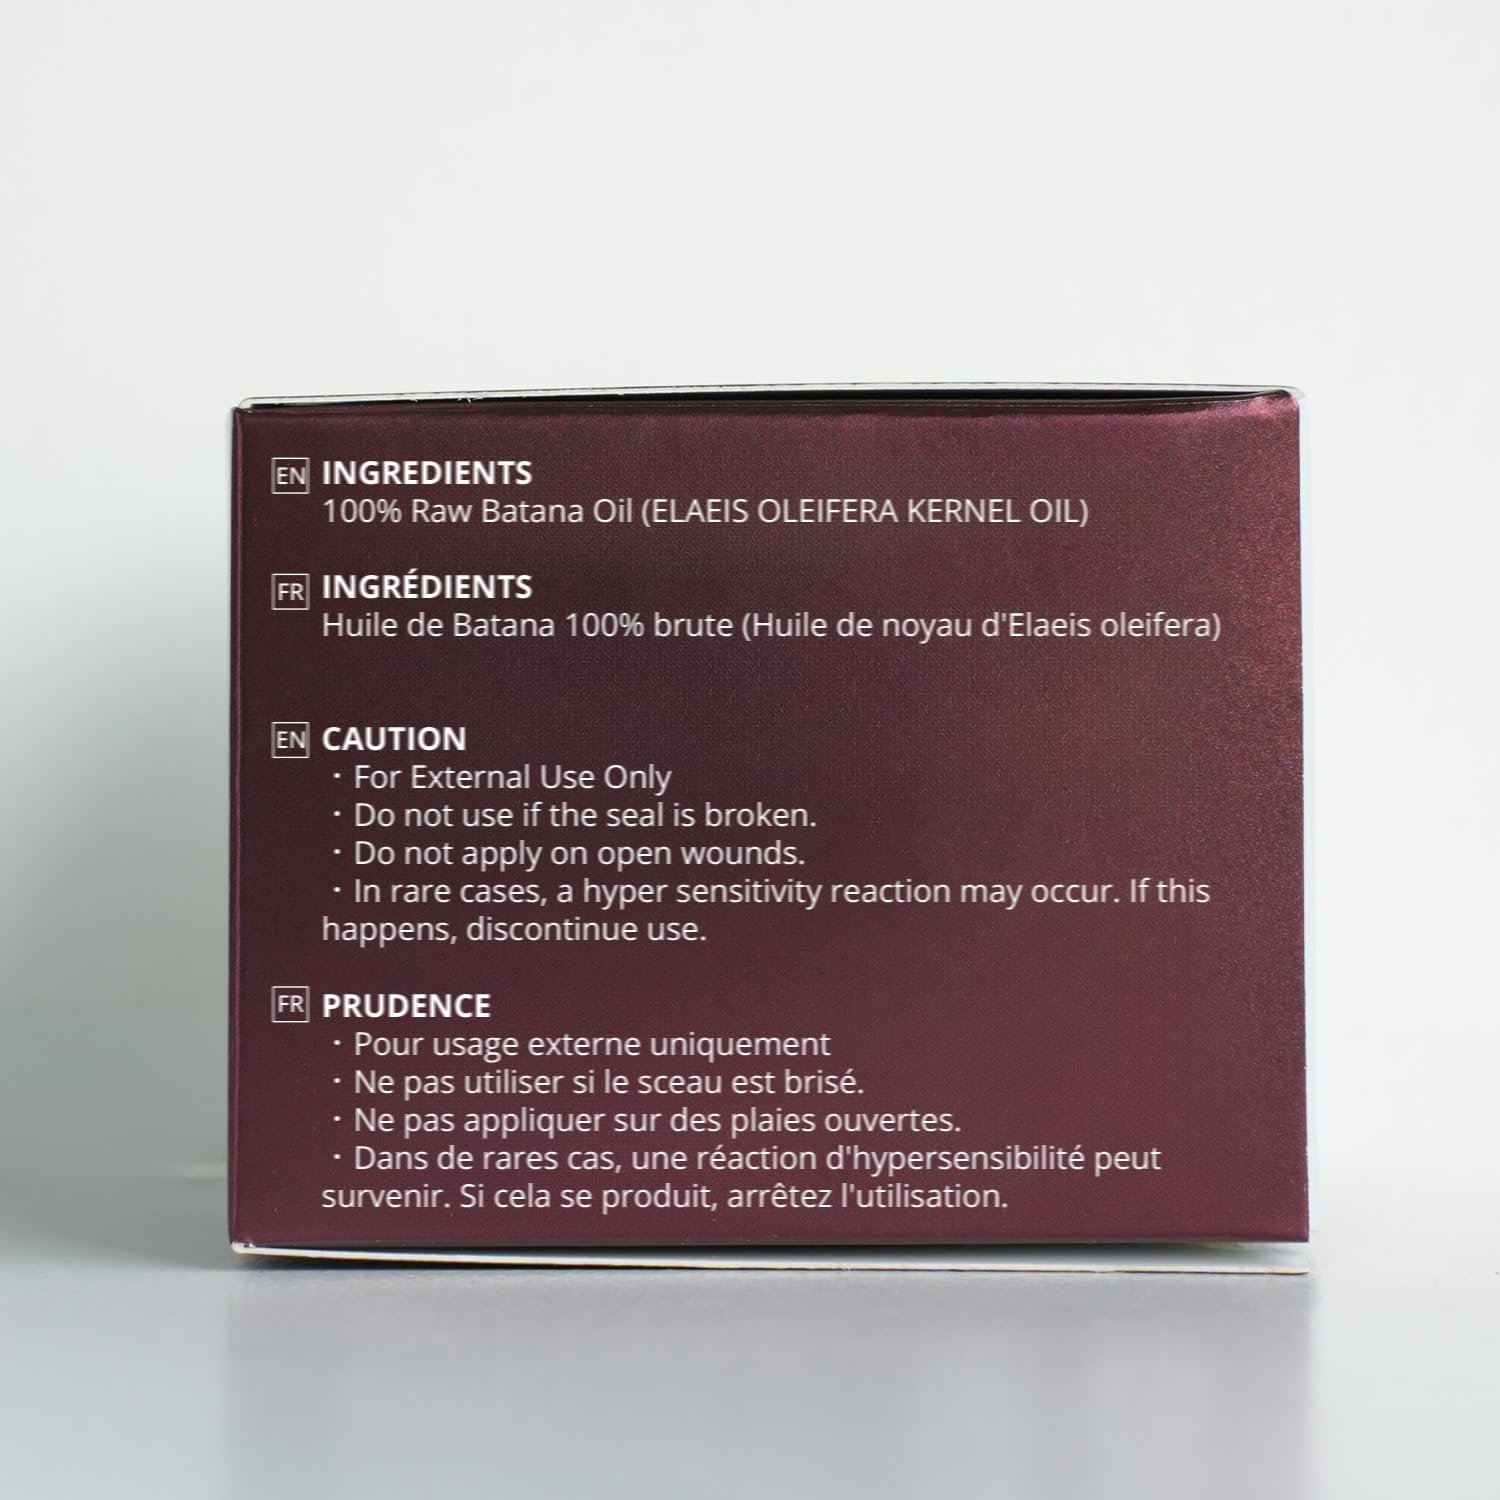 EN INGREDIENTS
100% Raw Batana Oil (ELAEIS OLEIFERA KERNEL OIL)
FR INGRÉDIENTS
Huile de Batana 100% brute (Huile de noyau d'Elaeis oleifera)
EN CAUTION
· For External Use Only
· Do not use if the seal is broken.
· Do not apply on open wounds.
· In rare cases, a hyper sensitivity reaction may occur. If this
happens, discontinue use.
FR PRUDENCE
· Pour usage externe uniquement
· Ne pas utiliser si le sceau est brisé.
· Ne pas appliquer sur des plaies ouvertes.
· Dans de rares cas, une réaction d'hypersensibilité peut
survenir. Si cela se produit, arrêtez l'utilisation.